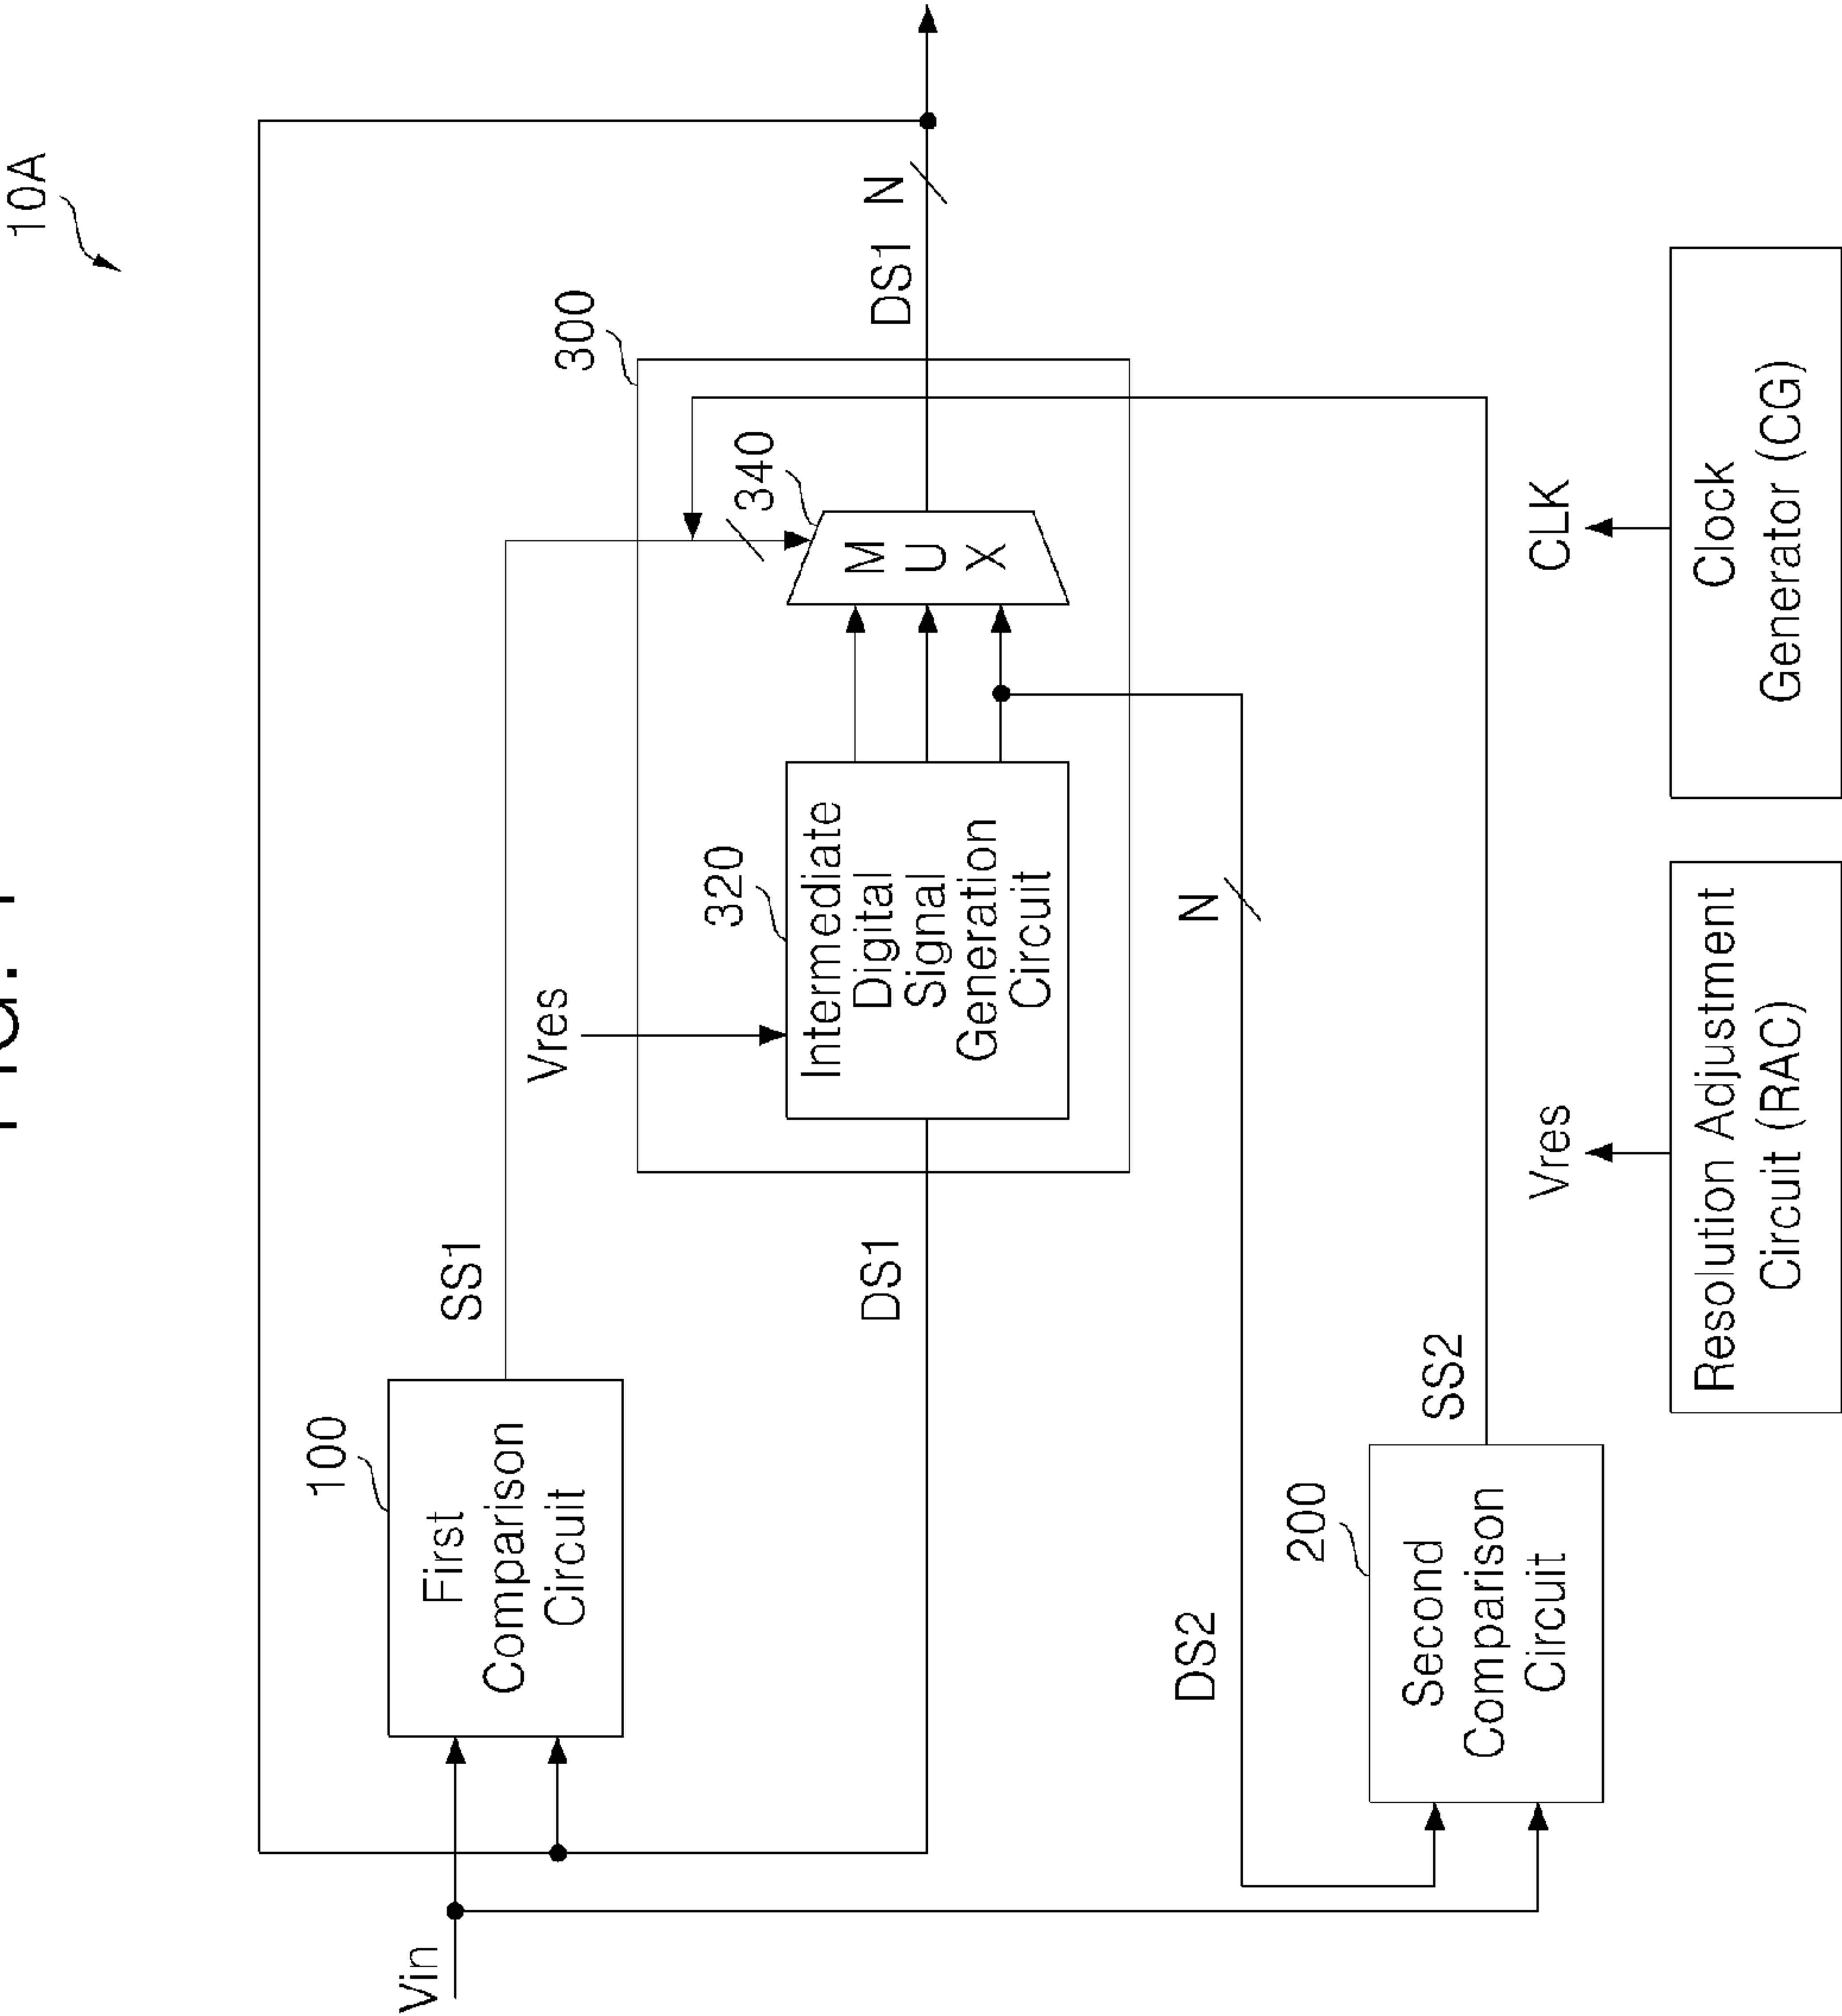 10A
100
First
Comparison
Circuit
SS1
Vres
300
320
340
Intermediate
Digital
Signal
Generation
Circuit
M
U
X
Vin
DS1
DS1
N
DS2
N
200
Second
Comparison
Circuit
SS2
Vres
CLK
Resolution Adjustment
Circuit (RAC)
Clock
Generator (CG)